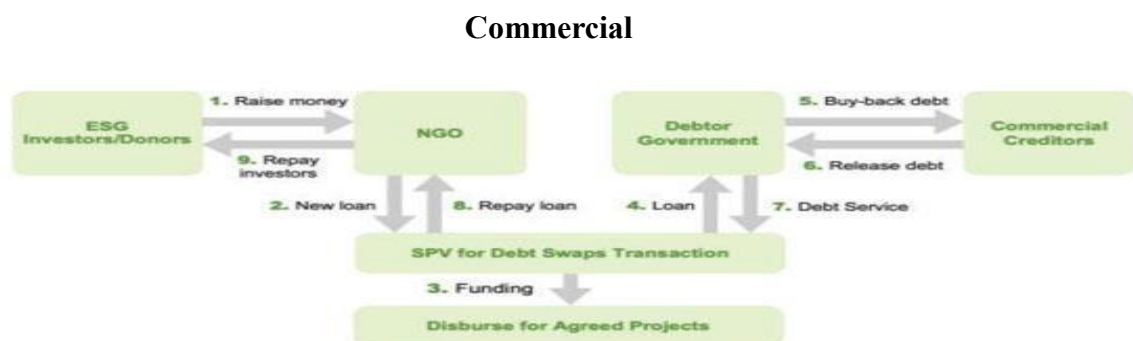 Commercial
1. Raise money
5. Buy-back debt
ESG
Investors/Donors
NGO
Debtor
Government
Commercial
Creditors
9. Repay
investors
6. Release debt
2. New loan
8. Repay loan
4. Loan
7. Debt Service
SPV for Debt Swaps Transaction
3. Funding
Disburse for Agreed Projects